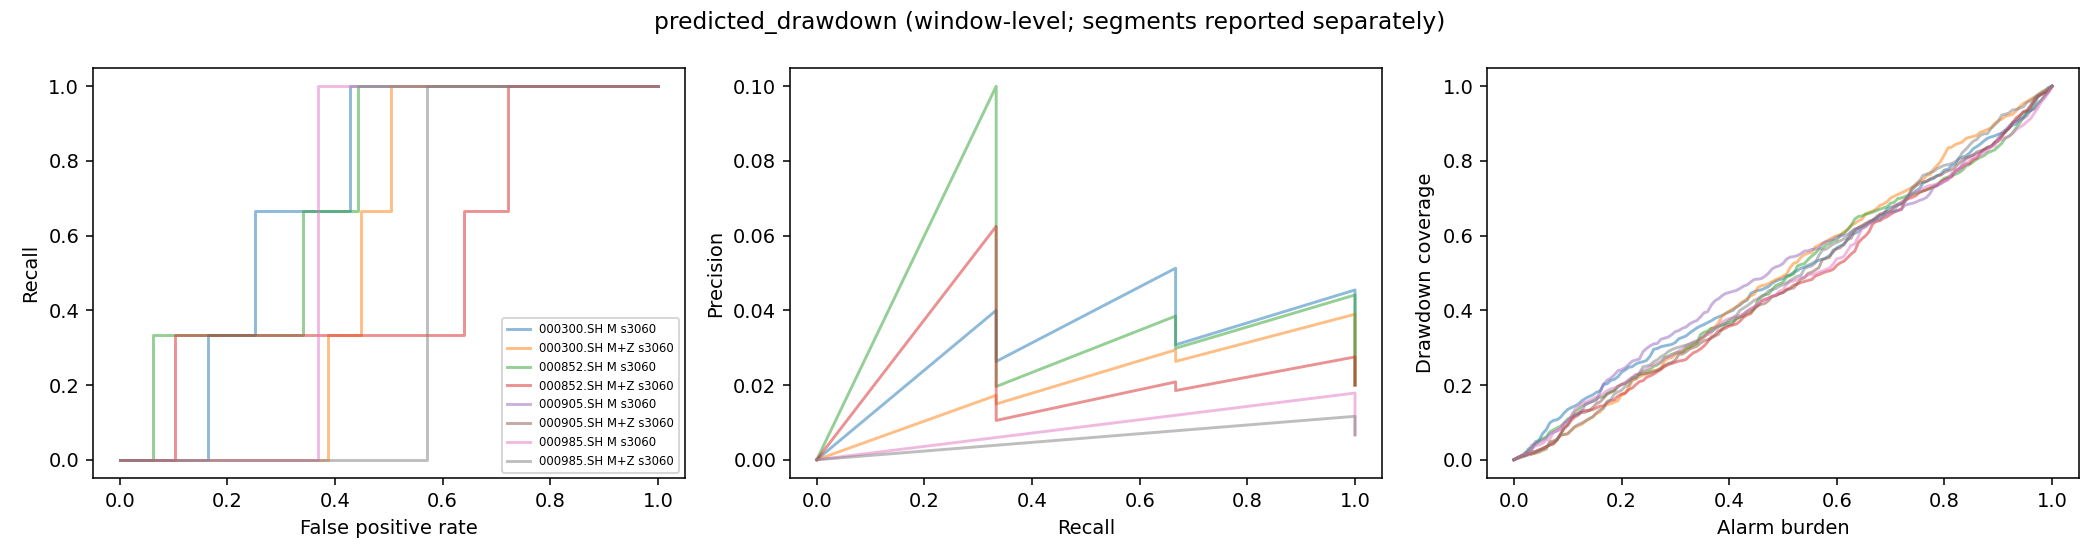 predicted_drawdown (window-level; segments reported separately)
1.0
0.8
0.6
0.4
0.2
0.0
Recall
0.0 0.2 0.4 0.6 0.8 1.0
False positive rate
000300.SH M s3060
000300.SH M+Z s3060
000852.SH M s3060
000852.SH M+Z s3060
000905.SH M s3060
000905.SH M+Z s3060
000985.SH M s3060
000985.SH M+Z s3060
0.10
0.08
0.06
0.04
0.02
0.00
Precision
0.0 0.2 0.4 0.6 0.8 1.0
Recall
1.0
0.8
0.6
0.4
0.2
0.0
Drawdown coverage
0.0 0.2 0.4 0.6 0.8 1.0
Alarm burden